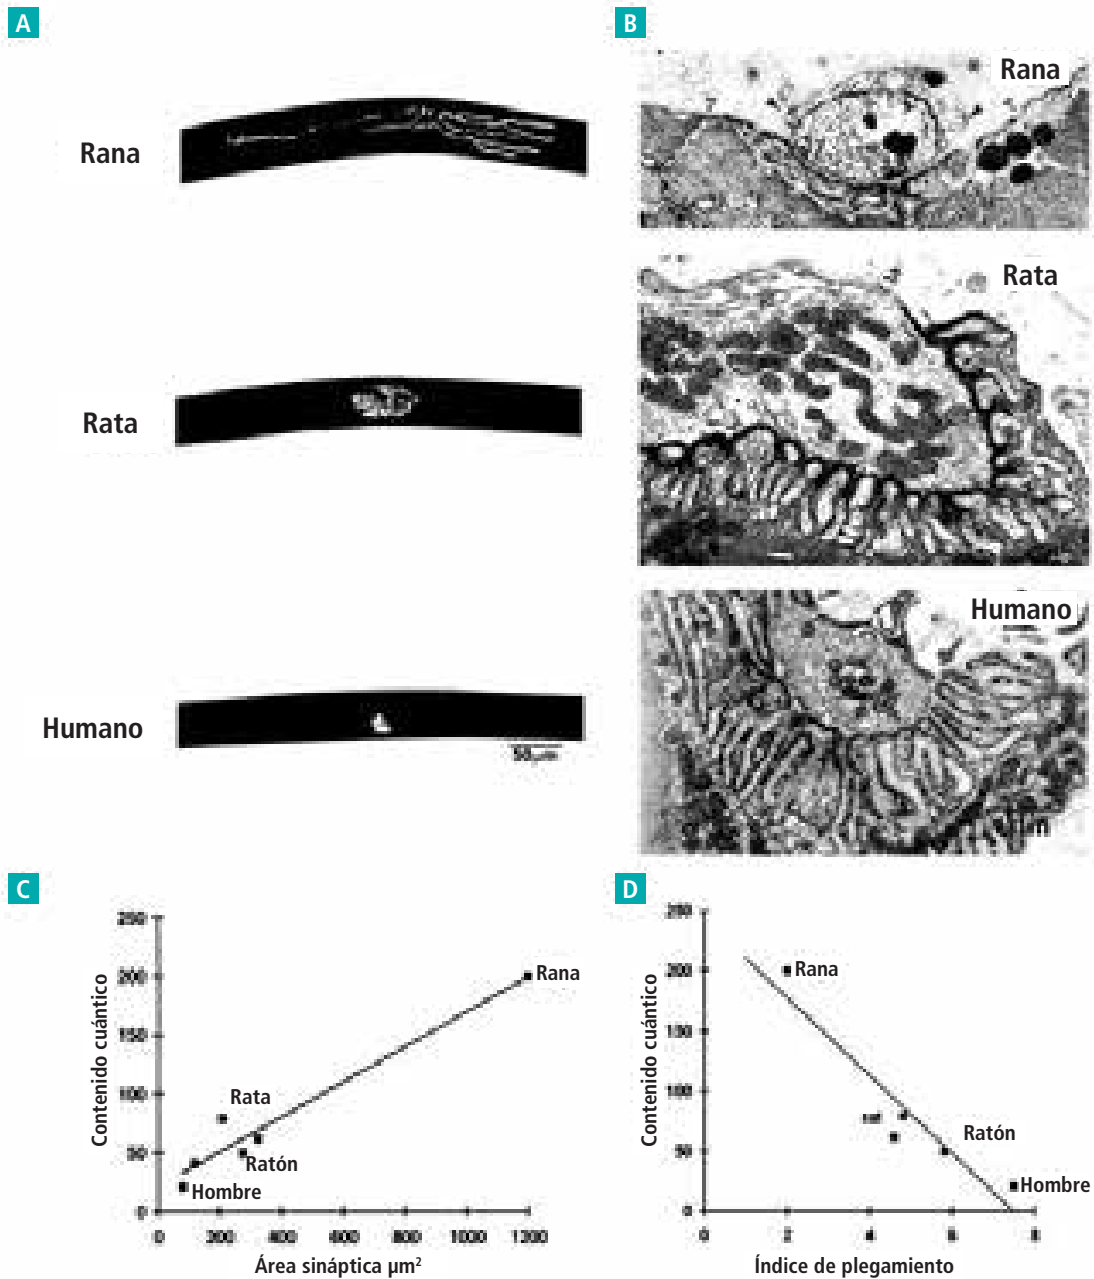 A
Rana
Rata
Humano
50µm
B
Rana
Rata
Humano
C
Contenido cuántico
250
200
150
100
50
0
Rana
Rata
Ratón
Hombre
0
200
400
600
800
1000
1200
Área sináptica µm²
D
Contenido cuántico
250
200
150
100
50
0
Rana
Ratón
Hombre
0
2
4
6
8
Índice de plegamiento